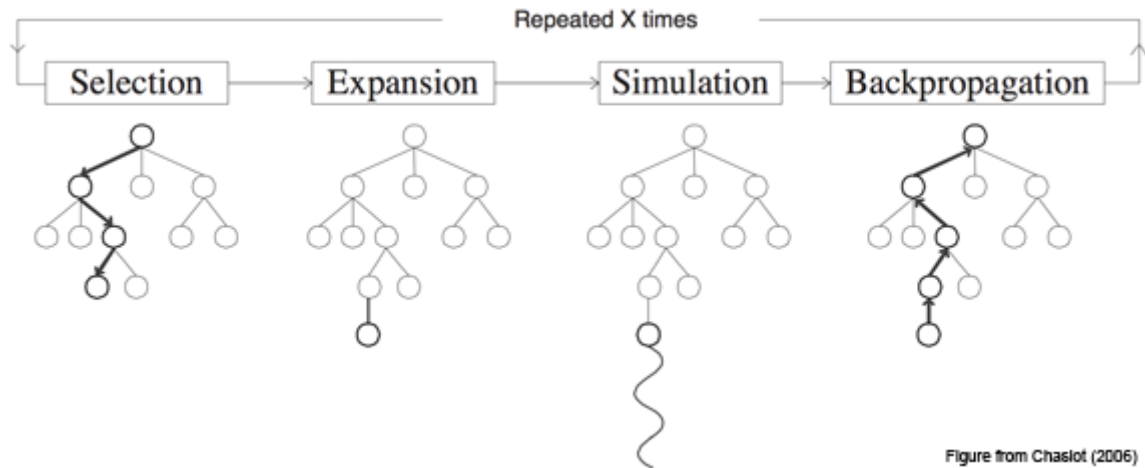 Repeated X times
Selection
Expansion
Simulation
Backpropagation
Figure from Chaslot (2006)